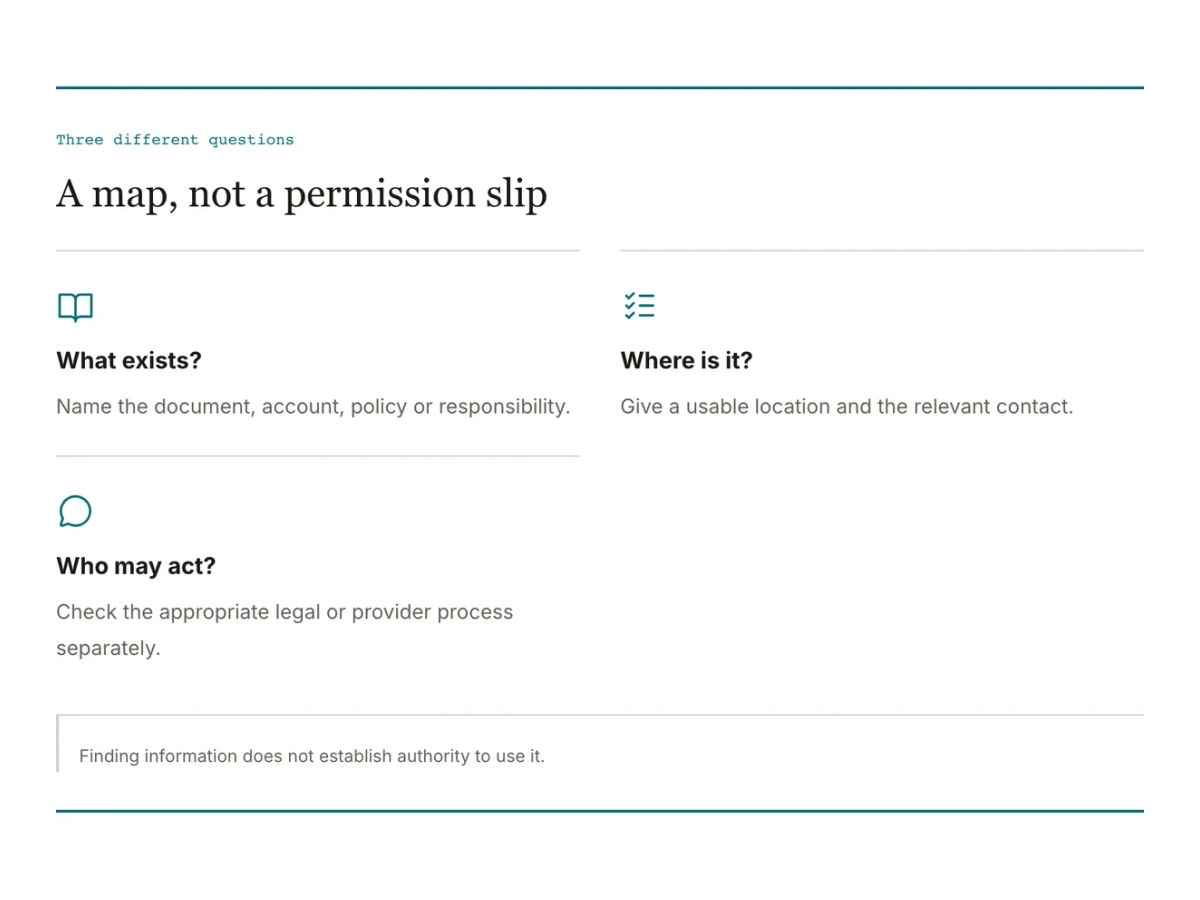 Three different questions
A map, not a permission slip
What exists?
Name the document, account, policy or responsibility.
Where is it?
Give a usable location and the relevant contact.
Who may act?
Check the appropriate legal or provider process
separately.
Finding information does not establish authority to use it.